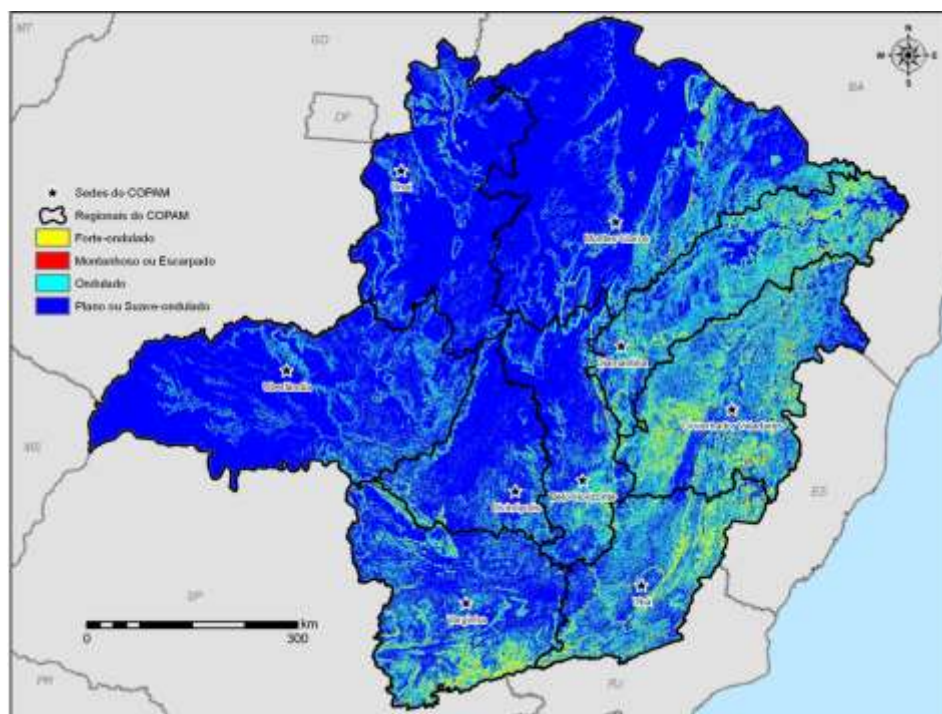 MT
GO
N
W
E
S
BA
DF
Sedes do COPAM
Regionais do COPAM
Forte-ondulado
Montanhoso ou Escarpado
Ondulado
Plano ou Suave-ondulado
Unaí
Montes Claros
Diamantina
Uberlândia
Governador Valadares
MS
Divinópolis
Belo Horizonte
ES
SP
Ubá
Varginha
km
0
300
PR
RJ